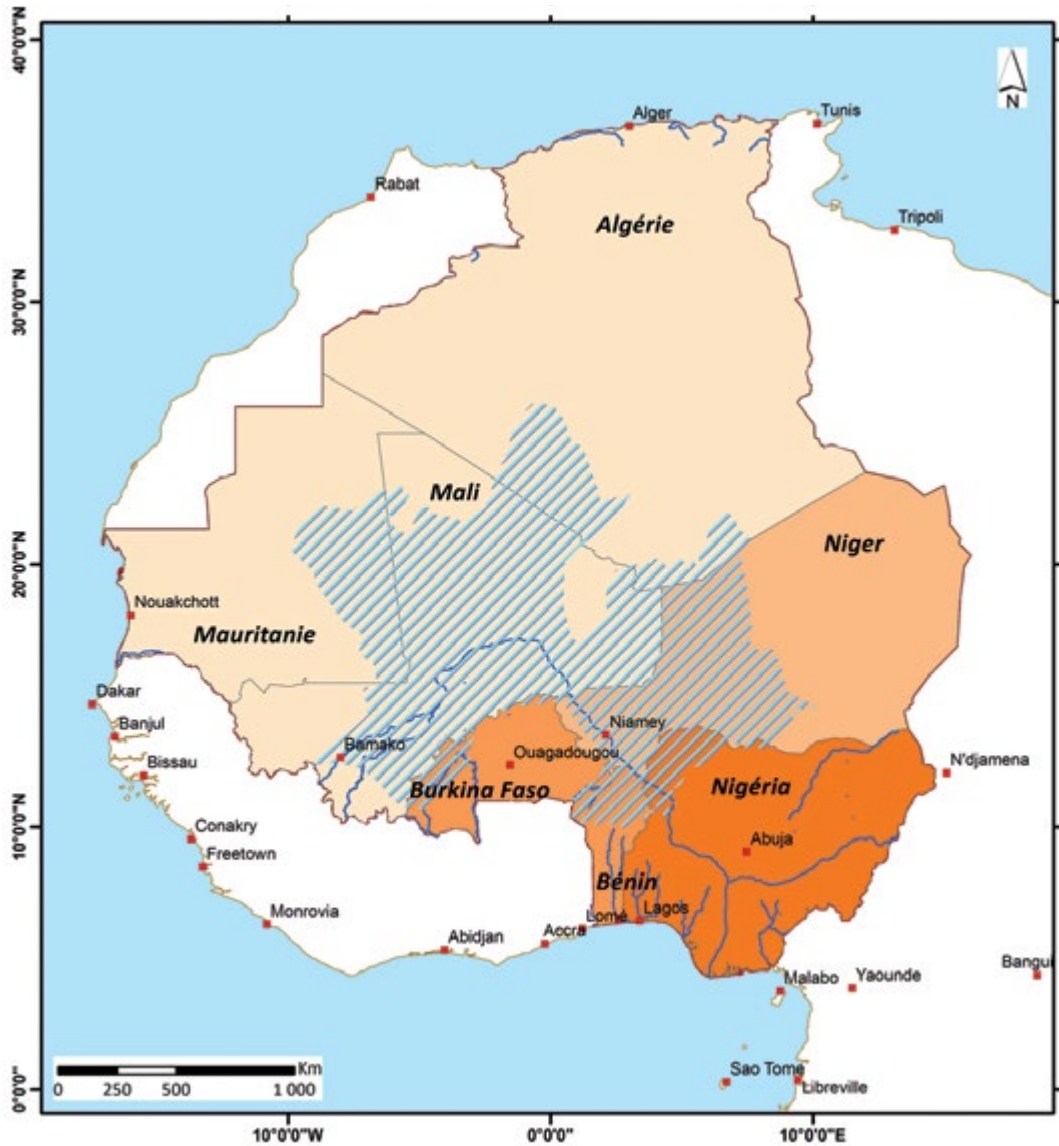 40°0'0"N
Alger
Tunis
N
Rabat
Algérie
Tripoli
30°0'0"N
Mali
Niger
20°0'0"N
Nouakchott
Mauritanie
Dakar
Niamey
Banjul
Bamako
Ouagadougou
Bissau
N'djamena
Burkina Faso
Nigéria
10°0'0"N
Conakry
Abuja
Freetown
Bénin
Monrovia
Lomé
Lagos
Abidjan
Accra
Malabo
Yaounde
Bangui
Km
0 250 500 1 000
Sao Tome
Libreville
0°0'0"
10°0'0"W
0°0'0"
10°0'0"E